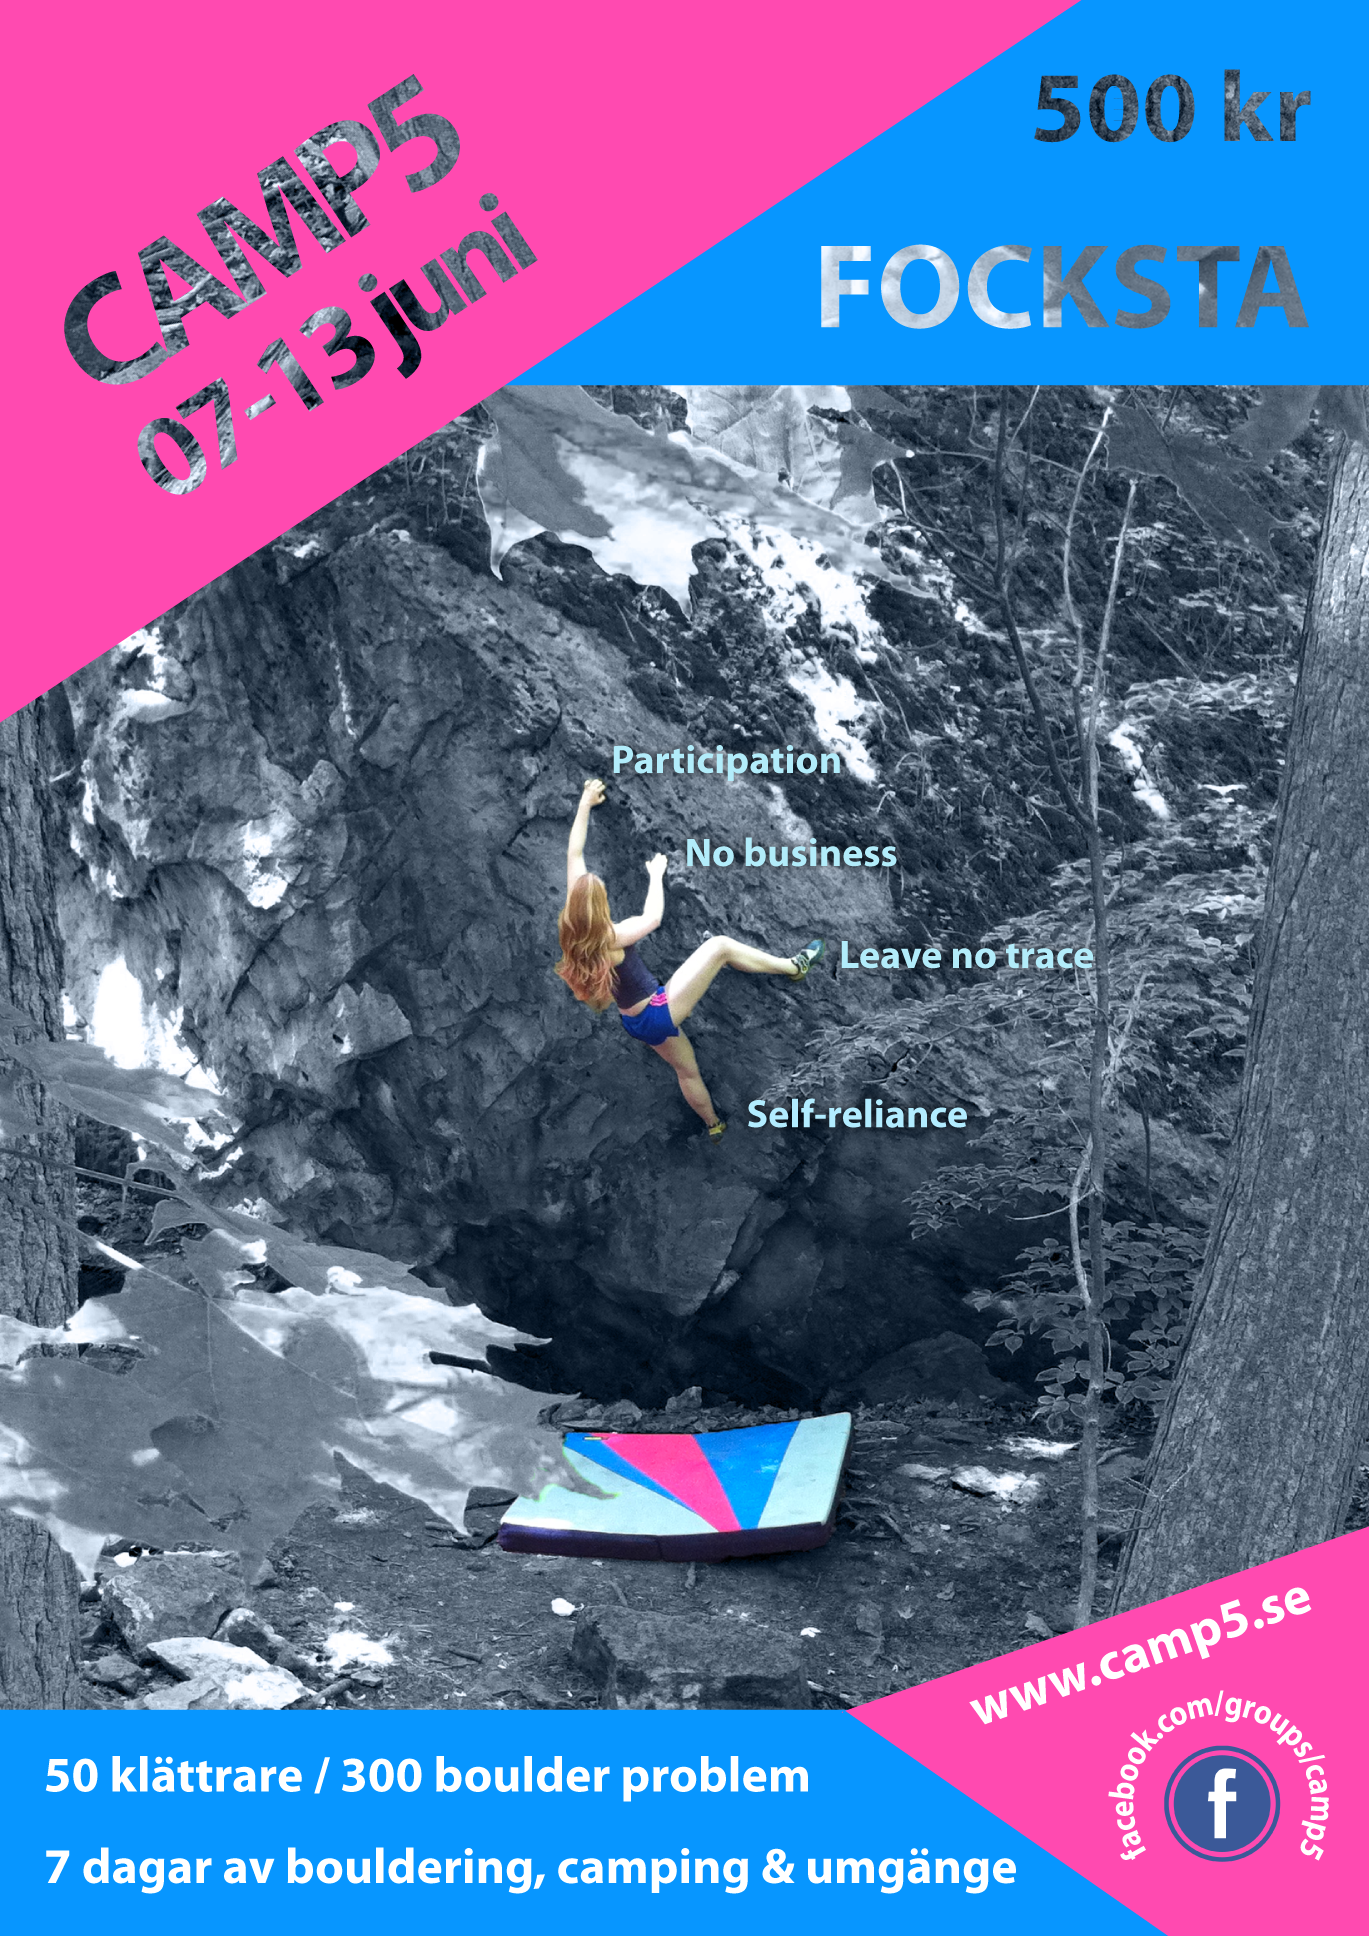 CAMP5
07-13 juni
500 kr
FOCKSTA
Participation
No business
Leave no trace
Self-reliance
www.camp5.se
facebook.com/groups/camp5
f
50 klättrare / 300 boulder problem
7 dagar av bouldering, camping & umgänge